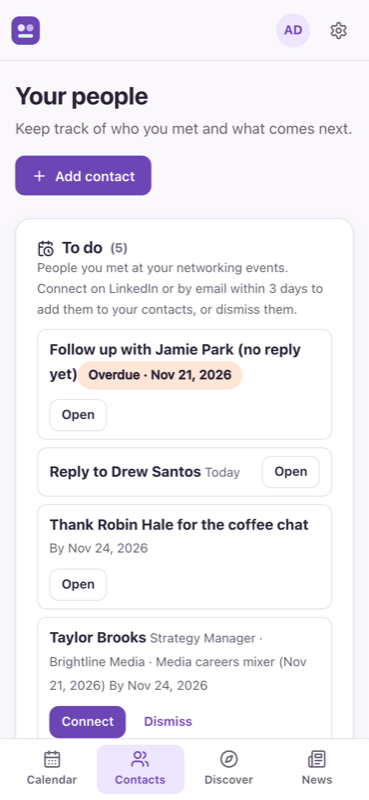 AD
Your people
Keep track of who you met and what comes next.
+ Add contact
To do (5)
People you met at your networking events.
Connect on LinkedIn or by email within 3 days to
add them to your contacts, or dismiss them.
Follow up with Jamie Park (no reply
yet) Overdue · Nov 21, 2026
Open
Reply to Drew Santos Today Open
Thank Robin Hale for the coffee chat
By Nov 24, 2026
Open
Taylor Brooks Strategy Manager ·
Brightline Media · Media careers mixer (Nov
21, 2026) By Nov 24, 2026
Connect Dismiss
Calendar Contacts Discover News